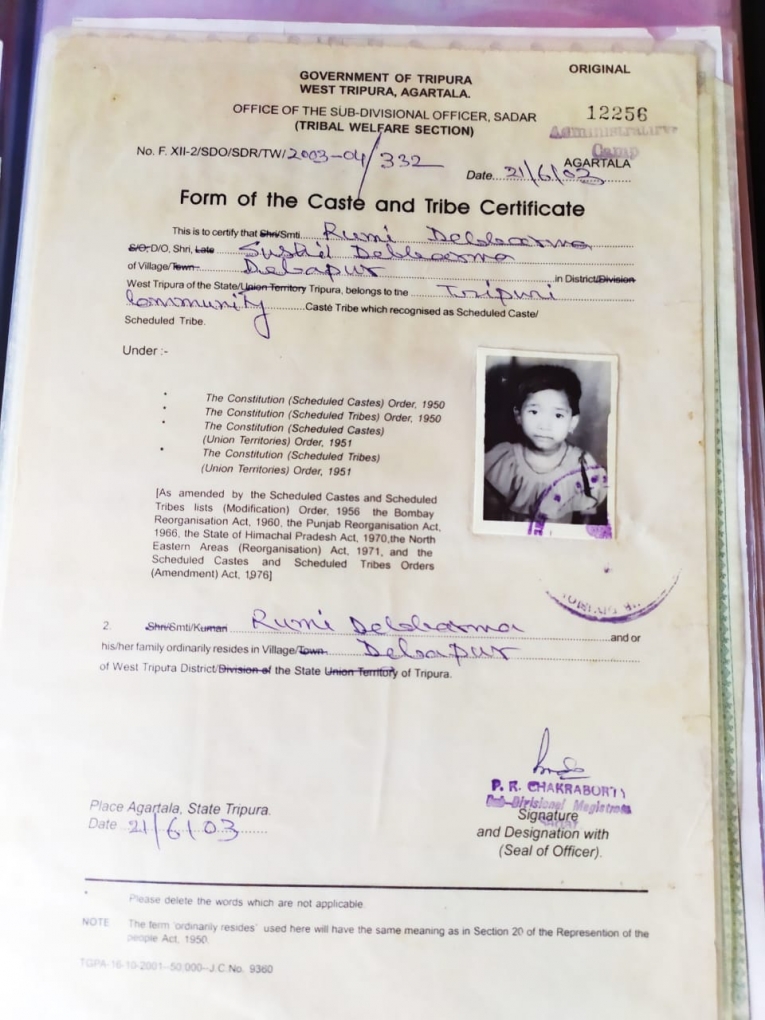 ORIGINAL
GOVERNMENT OF TRIPURA
WEST TRIPURA, AGARTALA.
OFFICE OF THE SUB-DIVISIONAL OFFICER, SADAR
(TRIBAL WELFARE SECTION)
12256
Administrative
Camp
No. F. XII-2/SDO/SDR/TW/2003-04/332
AGARTALA
Date...21/6/03
Form of the Caste and Tribe Certificate
This is to certify that Shri/Smti....Rumi Debbarma
S/O.D/O, Shri, Late Sushil Debbarma
of Village/Town- Debapur in District/Division
West Tripura of the State/Union Territory Tripura, belongs to the ....Tripuri
Community..........Caste Tribe which recognised as Scheduled Caste/
Scheduled Tribe.
Under :-
* The Constitution (Scheduled Castes) Order, 1950
* The Constitution (Scheduled Tribes) Order, 1950
* The Constitution (Scheduled Castes)
(Union Territories) Order, 1951
* The Constitution (Scheduled Tribes)
(Union Territories) Order, 1951
[As amended by the Scheduled Castes and Scheduled
Tribes lists (Modification) Order, 1956 the Bombay
Reorganisation Act, 1960, the Punjab Reorganisation Act,
1966, the State of Himachal Pradesh Act, 1970,the North
Eastern Areas (Reorganisation) Act, 1971, and the
Scheduled Castes and Scheduled Tribes Orders
(Amendment) Act, 1976]
2. Shri/Smti/Kumari Rumi Debbarma and or
his/her family ordinarily resides in Village/Town- Debapur
of West Tripura District/Division of the State Union Territory of Tripura.
P. R. CHAKRABORTY
Sub-Divisional Magistrate
Place Agartala, State Tripura.
Date 21/6/03
Signature
and Designation with
(Seal of Officer).
* Please delete the words which are not applicable.
NOTE The term 'ordinarily resides' used here will have the same meaning as in Section 20 of the Represention of the
people Act, 1950.
TGPA-16-10-2001--50,000--J.C.No. 9360